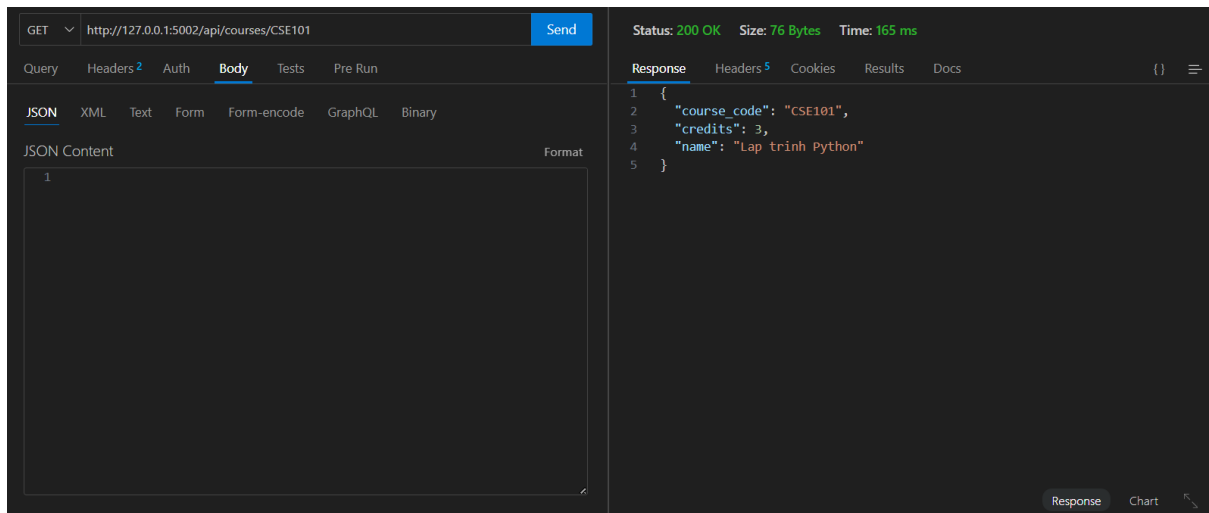 GET http://127.0.0.1:5002/api/courses/CSE101 Send
Query Headers 2 Auth Body Tests Pre Run
JSON XML Text Form Form-encode GraphQL Binary
JSON Content Format
1
Status: 200 OK Size: 76 Bytes Time: 165 ms
Response Headers 5 Cookies Results Docs { }
1 {
2 "course_code": "CSE101",
3 "credits": 3,
4 "name": "Lap trinh Python"
5 }
Response Chart